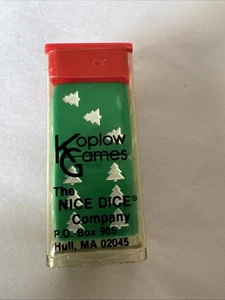 Koplow
Games
The
NICE DICE®
Company
P.O. Box 965
Hull, MA 02045